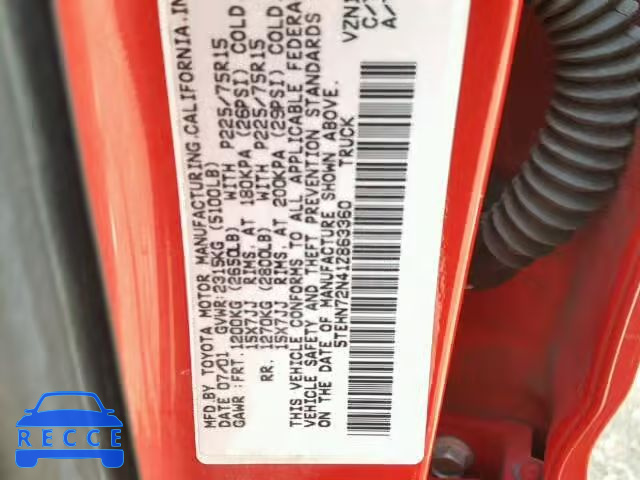 MFD.BY TOYOTA MOTOR MANUFACTURING.CALIFORNIA.IN
DATE 07/01 GVWR:2315KG (5100LB)
GAWR :FRT.1200KG (2650LB) WITH P225/75R15
15X7JJ RIMS, AT 180KPA (26PSI) COLD
RR. 1270KG (2800LB) WITH P225/75R15
15X7JJ RIMS, AT 200KPA (29PSI) COLD
THIS VEHICLE CONFORMS TO ALL APPLICABLE FEDERA
VEHICLE SAFETY AND THEFT PREVENTION STANDARDS
ON THE DATE OF MANUFACTURE SHOWN ABOVE.
5TEHN72N41Z863360 TRUCK
VZN1
C/
A/
RECCE